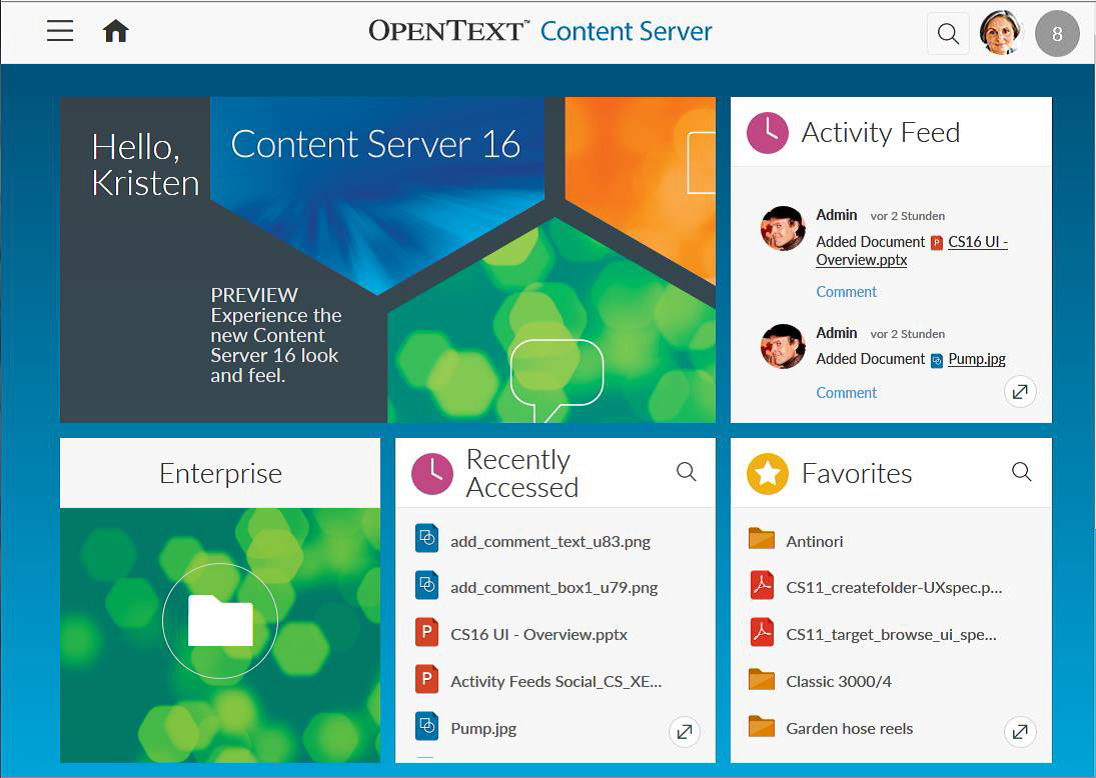 OPENTEXT™ Content Server
8
Hello,
Kristen
Content Server 16
PREVIEW
Experience the
new Content
Server 16 look
and feel.
Activity Feed
Admin vor 2 Stunden
Added Document CS16 UI -
Overview.pptx
Comment
Admin vor 2 Stunden
Added Document Pump.jpg
Comment
Enterprise
Recently
Accessed
add_comment_text_u83.png
add_comment_box1_u79.png
P CS16 UI - Overview.pptx
P Activity Feeds Social_CS_XE...
Pump.jpg
Favorites
Antinori
CS11_createfolder-UXspec.p...
CS11_target_browse_ui_spe...
Classic 3000/4
Garden hose reels